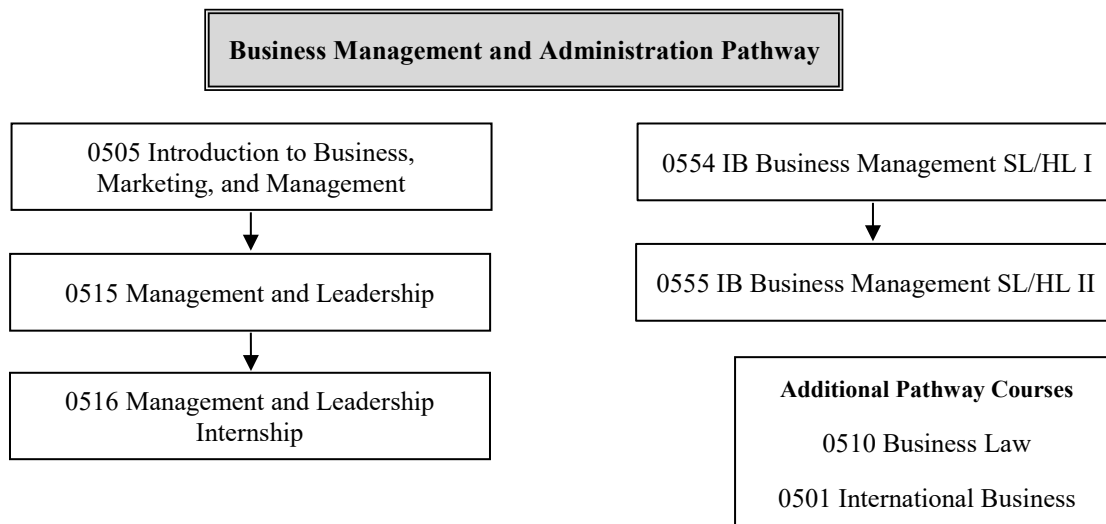 Business Management and Administration Pathway
0505 Introduction to Business,
Marketing, and Management
0515 Management and Leadership
0516 Management and Leadership
Internship
0554 IB Business Management SL/HL I
0555 IB Business Management SL/HL II
Additional Pathway Courses
0510 Business Law
0501 International Business